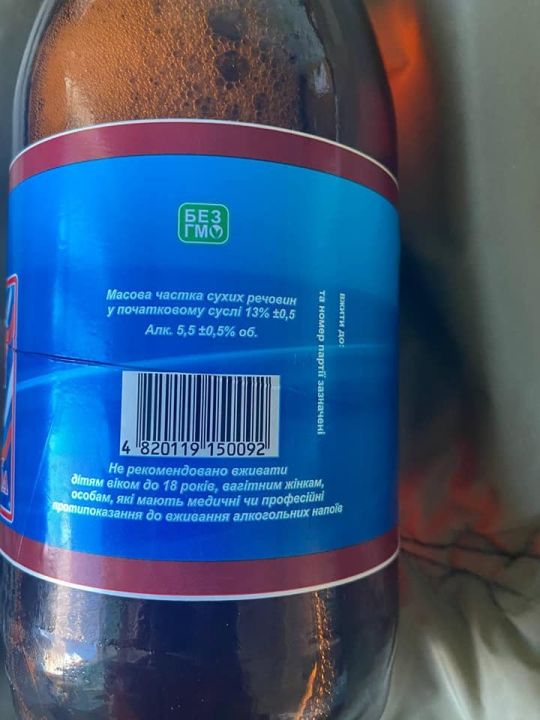 БЕЗ
ГМО
Масова частка сухих речовин
у початковому суслі 13% ±0,5
Алк. 5,5 ±0,5% об.
вжити до:
та номер партії зазначені
4 820119 150092
Не рекомендовано вживати
дітям віком до 18 років, вагітним жінкам,
особам, які мають медичні чи професійні
протипоказання до вживання алкогольних напоїв